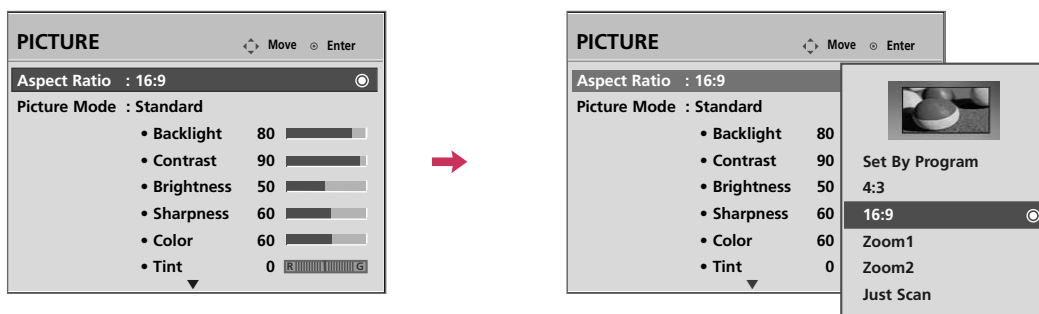 PICTURE Move Enter
Aspect Ratio : 16:9
Picture Mode : Standard
• Backlight 80
• Contrast 90
• Brightness 50
• Sharpness 60
• Color 60
• Tint 0 R G
PICTURE Move Enter
Aspect Ratio : 16:9
Picture Mode : Standard
• Backlight 80
• Contrast 90
• Brightness 50
• Sharpness 60
• Color 60
• Tint 0
Set By Program
4:3
16:9
Zoom1
Zoom2
Just Scan